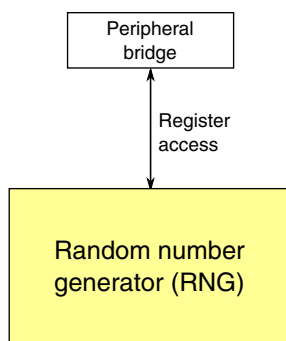 Peripheral
bridge
Register
access
Random number
generator (RNG)